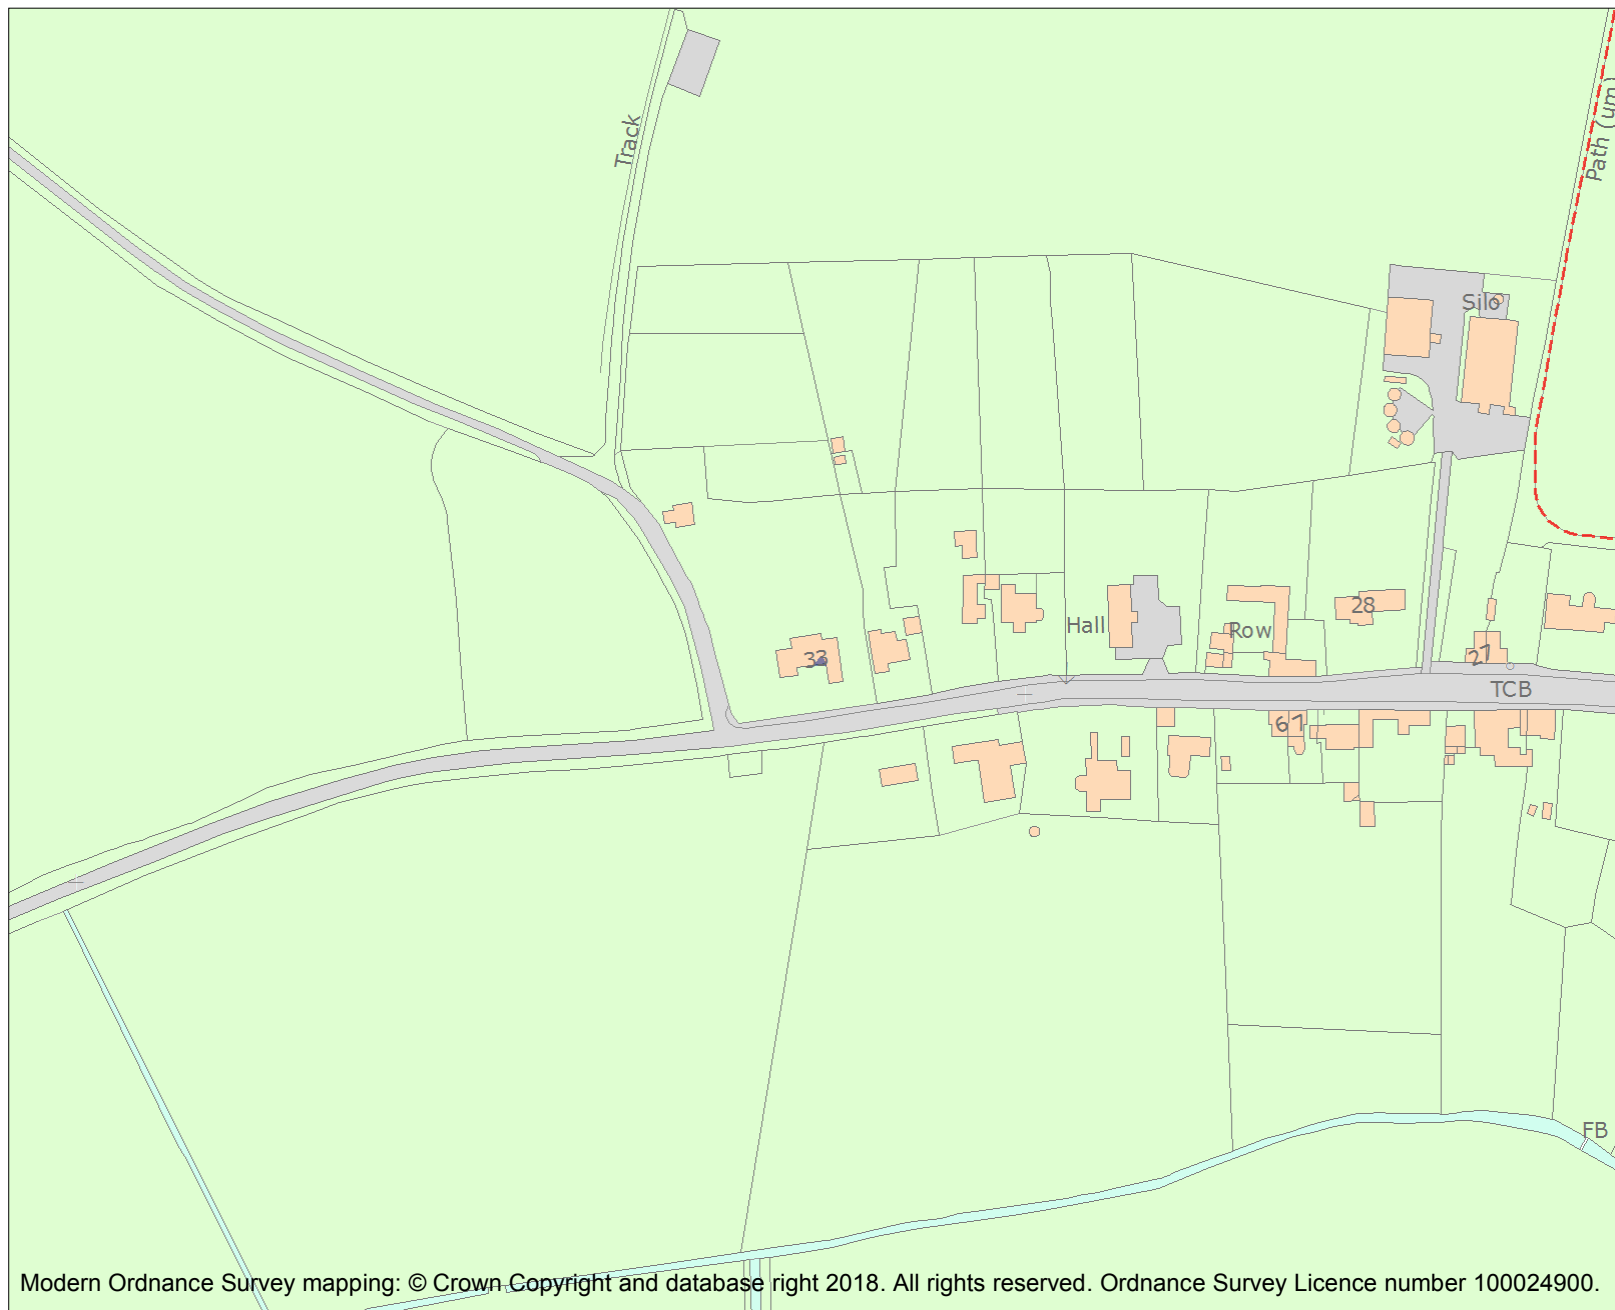 Track
Path (um)
Silo
Hall
Row
28
33
27
TCB
67
FB
Modern Ordnance Survey mapping: © Crown Copyright and database right 2018. All rights reserved. Ordnance Survey Licence number 100024900.